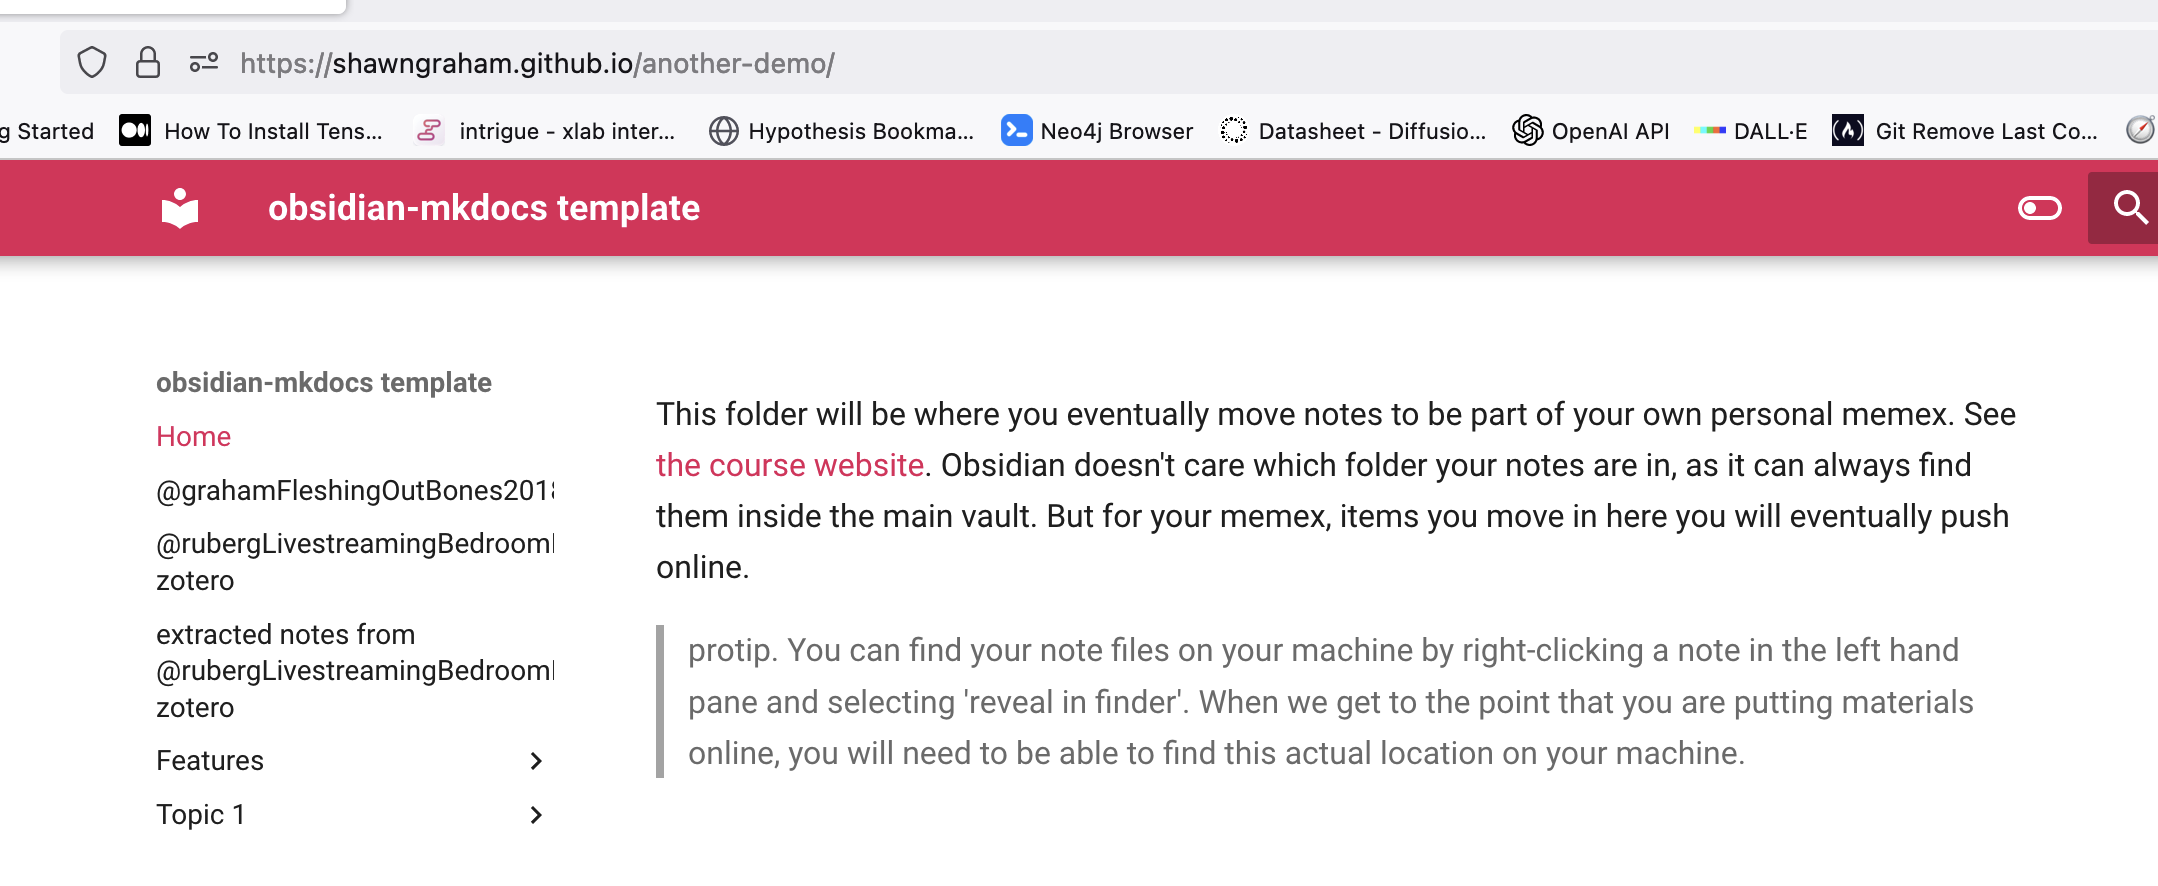 https://shawngraham.github.io/another-demo/
g Started How To Install Tens... intrigue - xlab inter... Hypothesis Bookma... Neo4j Browser Datasheet - Diffusio... OpenAI API DALL·E Git Remove Last Co...
obsidian-mkdocs template
obsidian-mkdocs template
Home
@grahamFleshingOutBones2018
@rubergLivestreamingBedroom
zotero
extracted notes from
@rubergLivestreamingBedroom
zotero
Features
Topic 1
This folder will be where you eventually move notes to be part of your own personal memex. See
the course website. Obsidian doesn't care which folder your notes are in, as it can always find
them inside the main vault. But for your memex, items you move in here you will eventually push
online.
protip. You can find your note files on your machine by right-clicking a note in the left hand
pane and selecting 'reveal in finder'. When we get to the point that you are putting materials
online, you will need to be able to find this actual location on your machine.